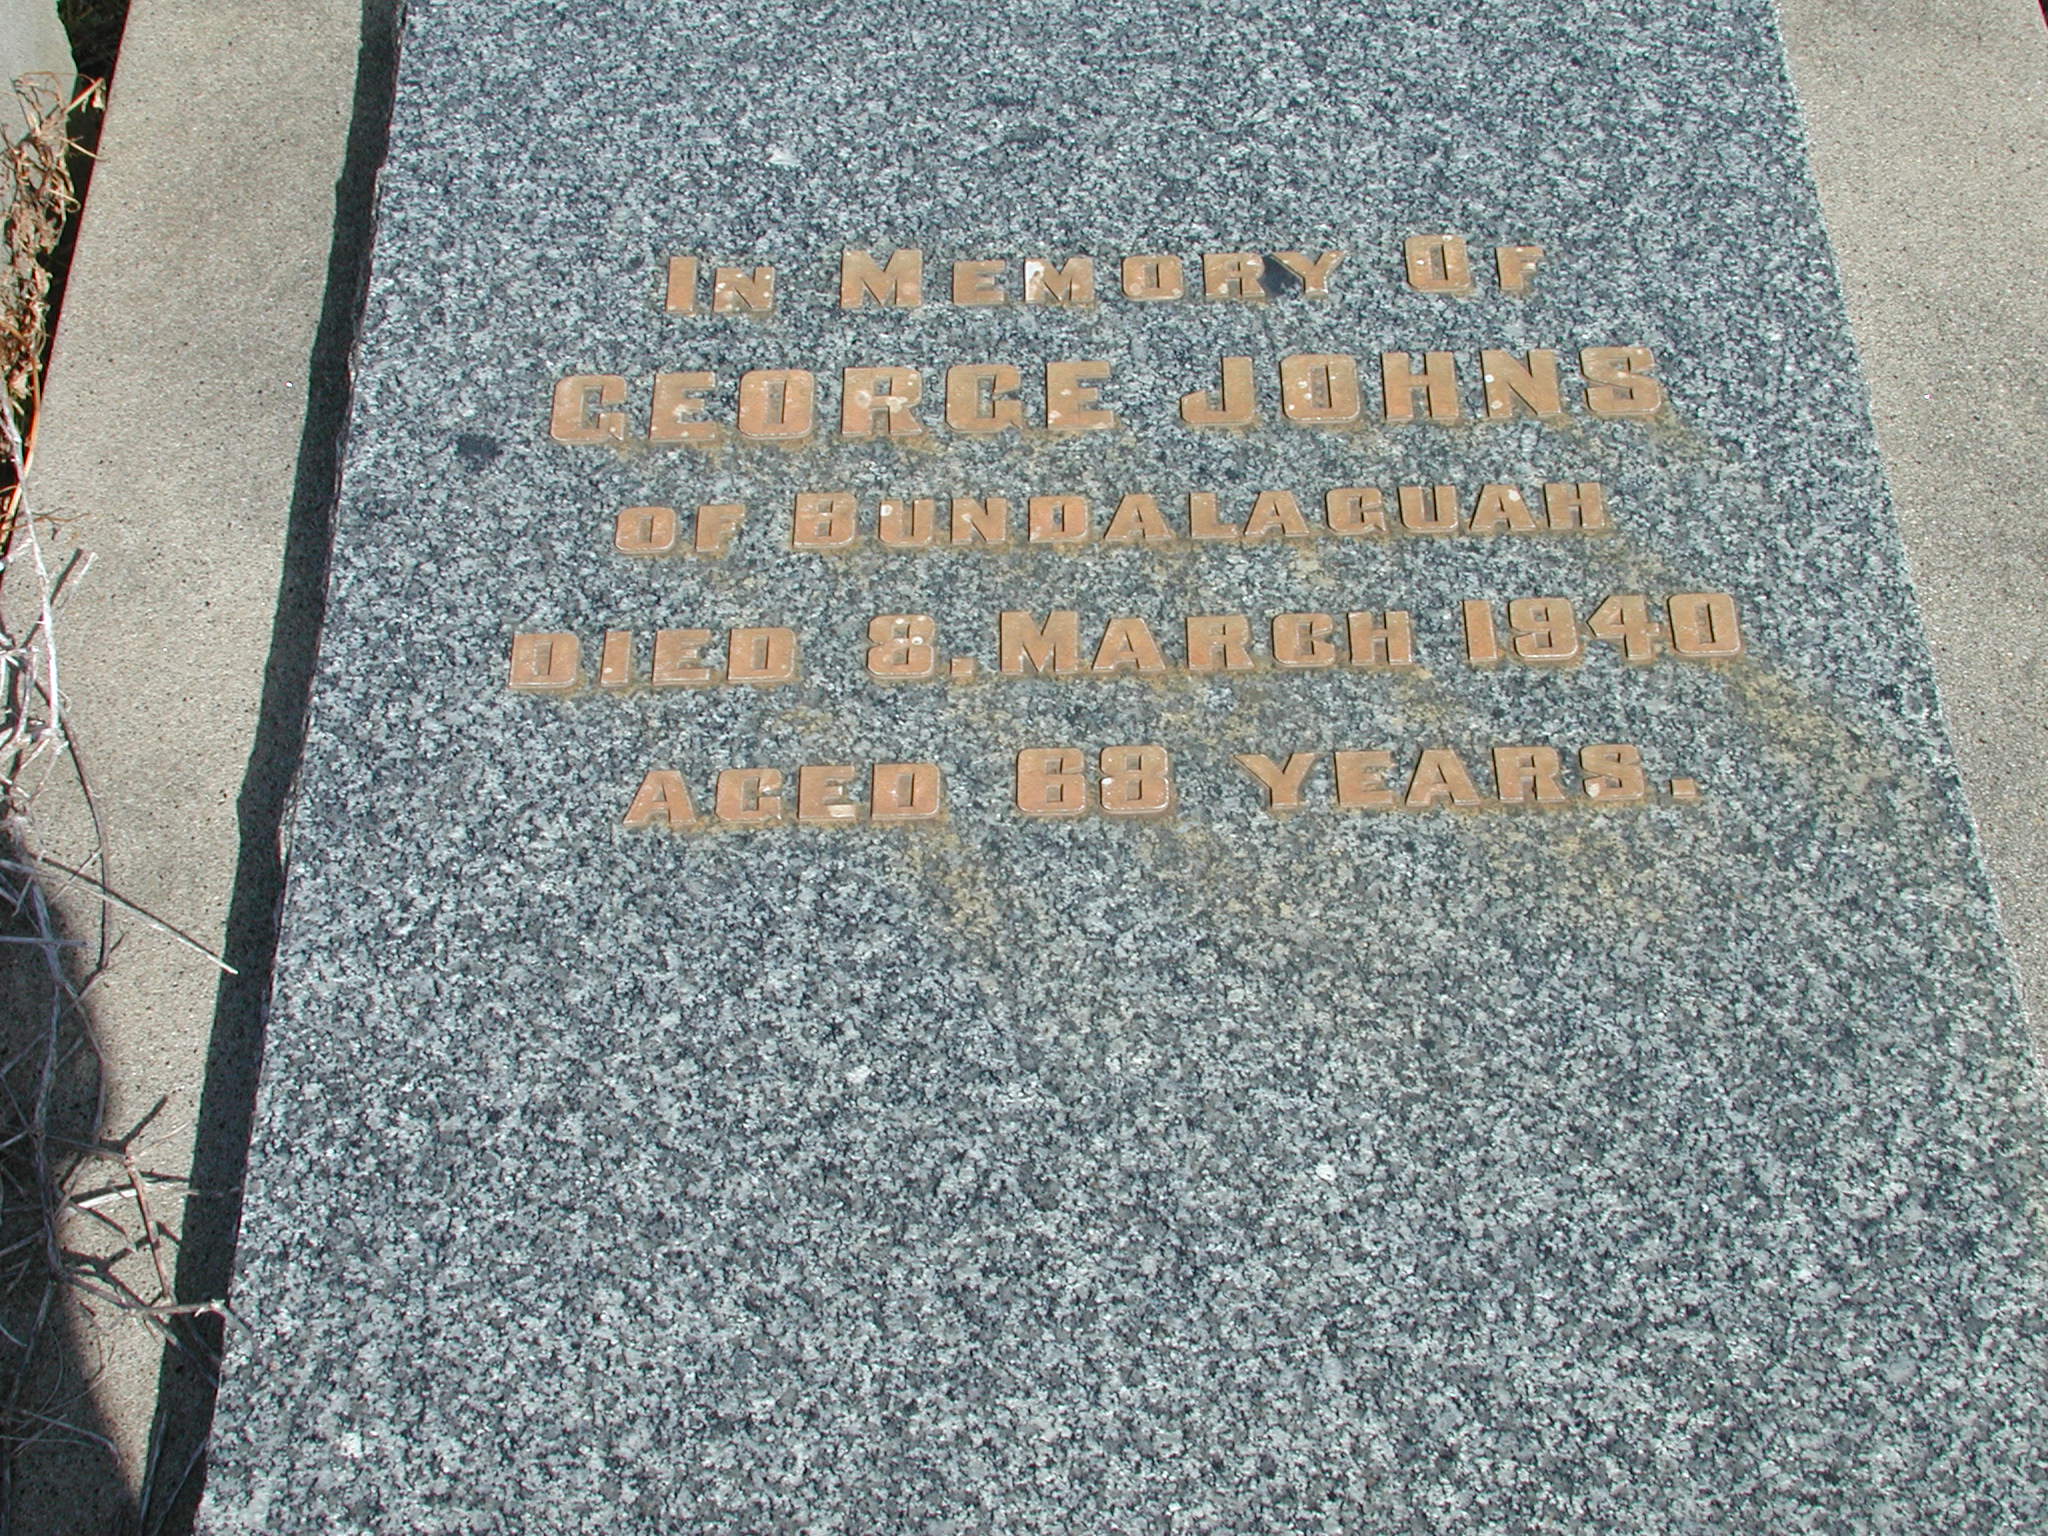 In Memory Of
GEORGE JOHNS
OF BUNDALAGUAH
DIED 8. MARCH 1940
AGED 68 YEARS.